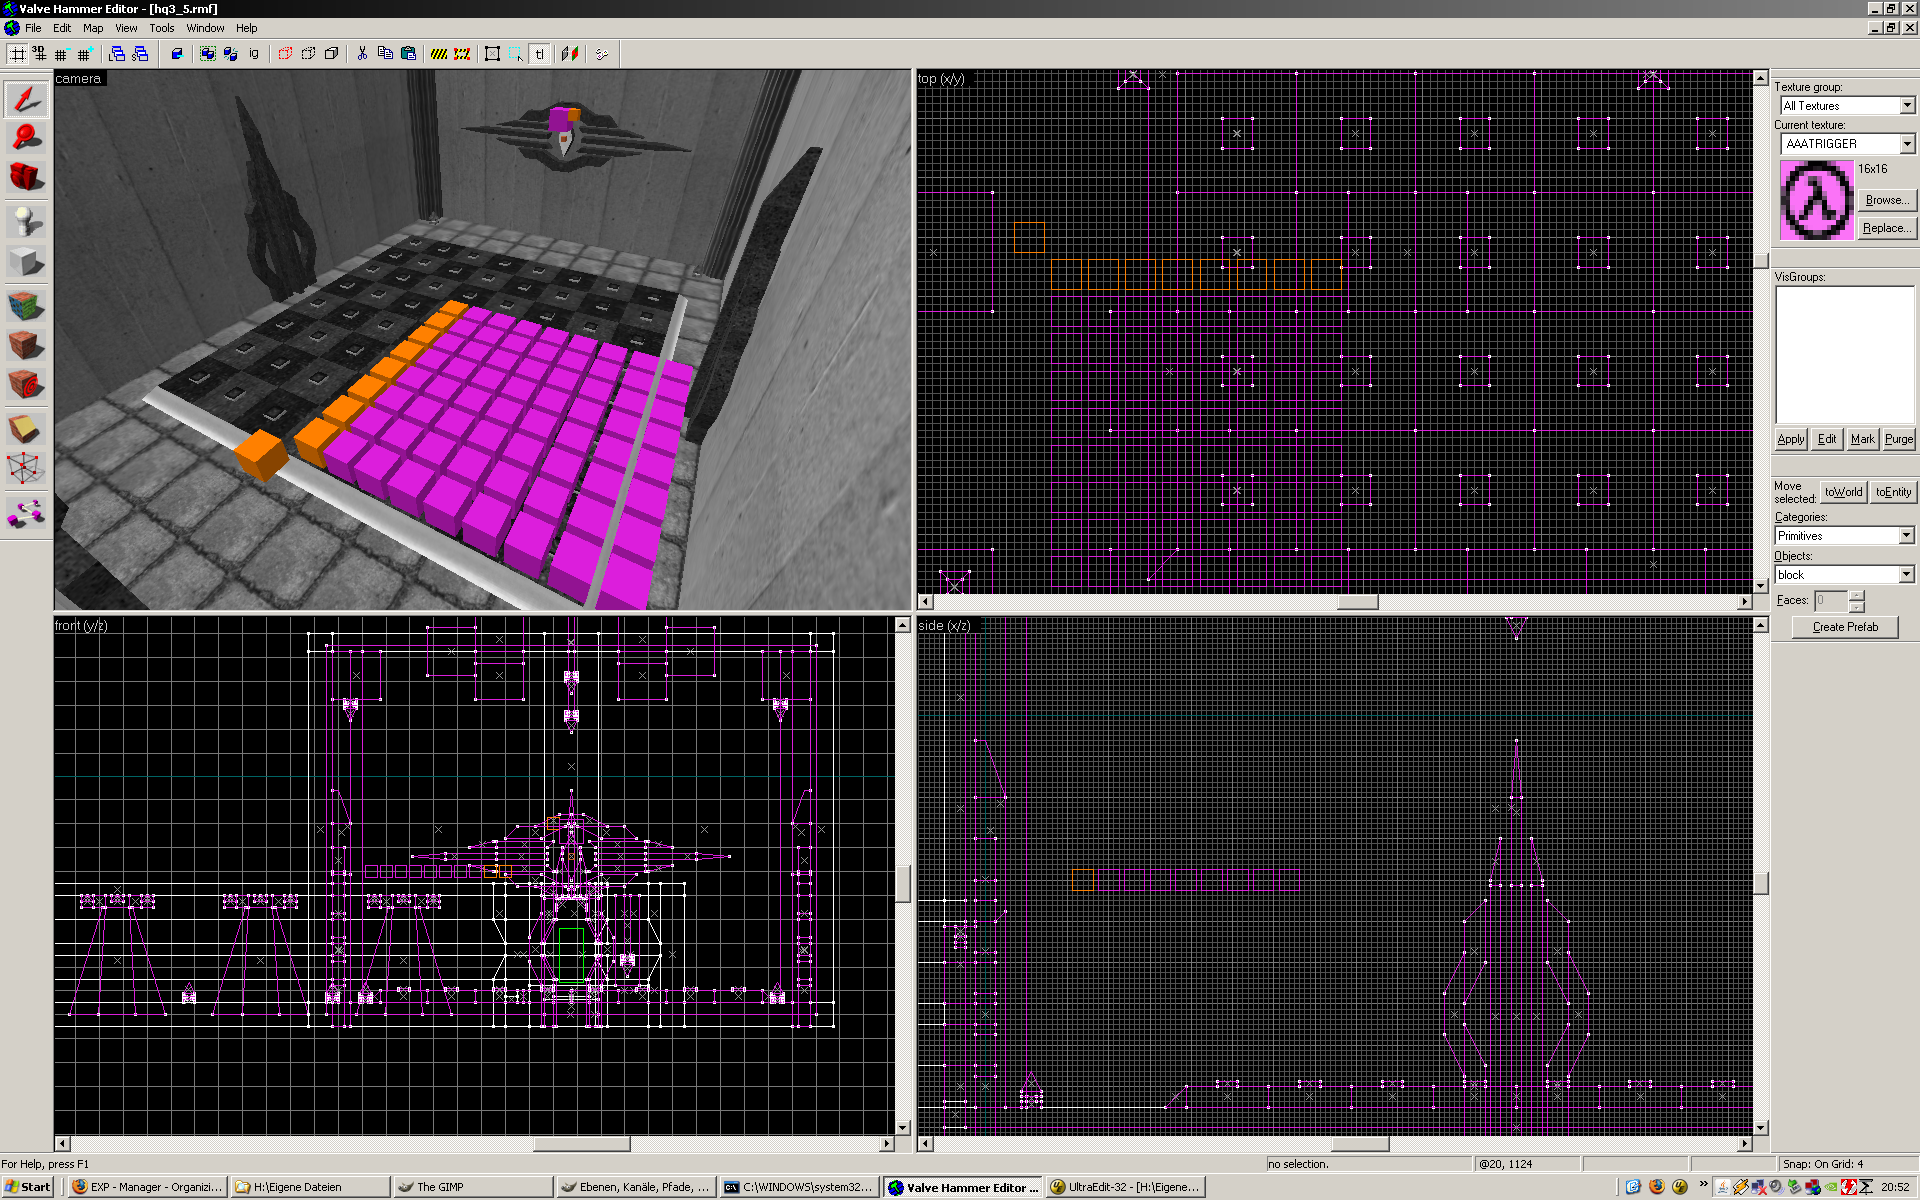 Valve Hammer Editor - [hq3_5.rmf]
File Edit Map View Tools Window Help
3D
ig
tl
camera
top (x/y)
front (y/z)
side (x/z)
Texture group:
All Textures
Current texture:
AAATRIGGER
16x16
Browse...
Replace...
VisGroups:
Apply Edit Mark Purge
Move selected:
toWorld toEntity
Categories:
Primitives
Objects:
block
Faces: 0
Create Prefab
For Help, press F1
no selection.
@20, 1124
Snap: On Grid: 4
Start
EXP - Manager - Organizi...
H:\Eigene Dateien
The GIMP
Ebenen, Kanäle, Pfade, ...
C:\WINDOWS\system32...
Valve Hammer Editor ...
UltraEdit-32 - [H:\Eigene...
20:52